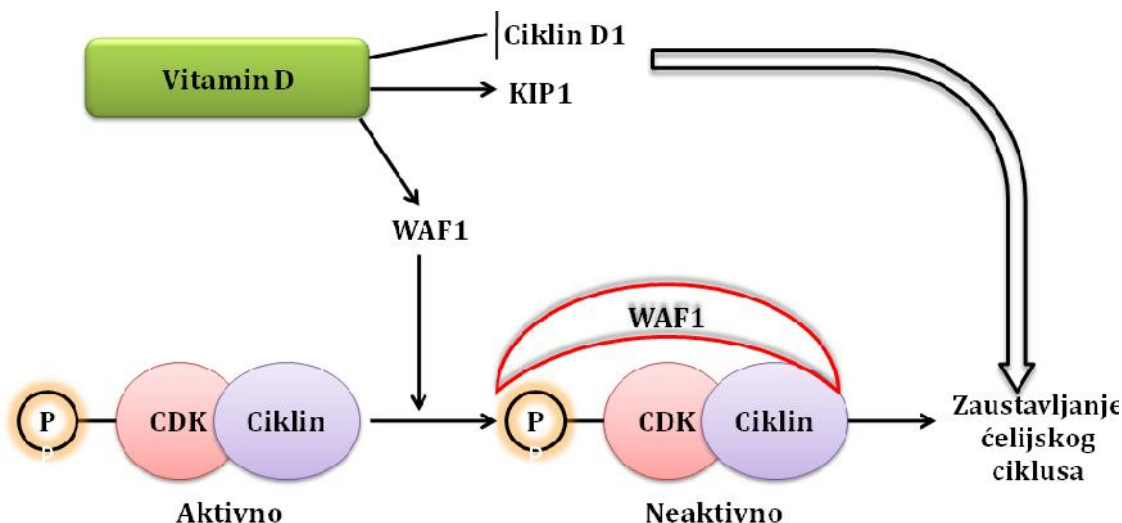 Ciklin D1
Vitamin D
KIP1
WAF1
WAF1
P
CDK
Ciklin
P
CDK
Ciklin
P
P
Zaustavljanje
ćelijskog
ciklusa
Aktivno
Neaktivno